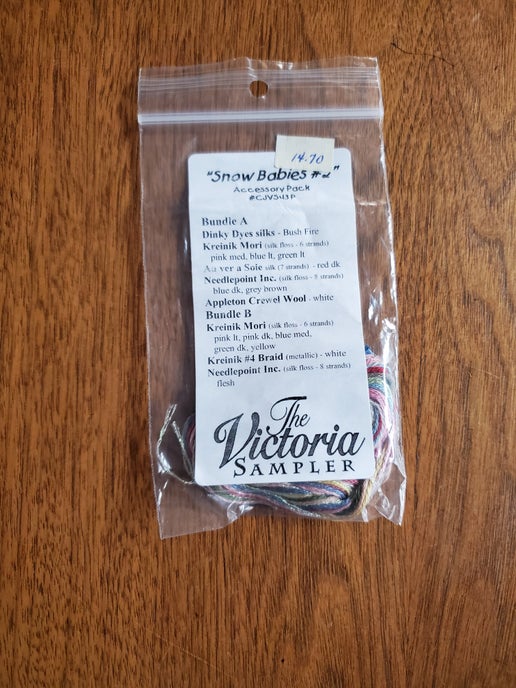 14.70
"Snow Babies #2"
Accessory Pack
Bundle A
Dinky Dyes silks - Bush Fire
Kreinik Mori (silk floss - 6 strands)
pink med, blue lt, green lt
Au ver a Soie silk (7 strands) - red dk
Needlepoint Inc. (silk floss - 8 strands)
blue dk, grey brown
Appleton Crewel Wool - white
Bundle B
Kreinik Mori (silk floss - 6 strands)
pink lt, pink dk, blue med,
green dk, yellow
Kreinik #4 Braid (metallic) - white
Needlepoint Inc. (silk floss - 8 strands)
flesh
The
Victoria
SAMPLER